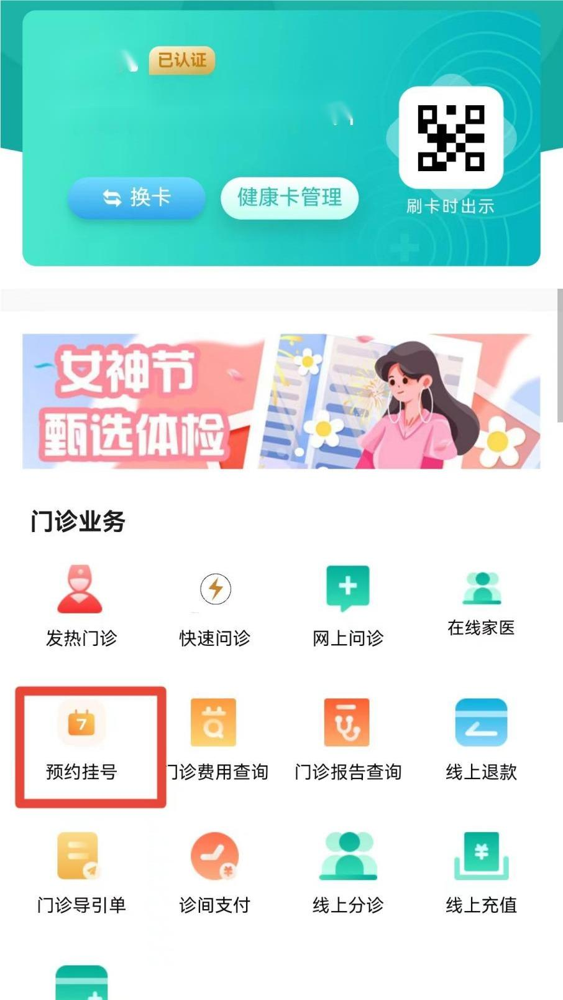 已认证
换卡
健康卡管理
刷卡时出示
女神节
甄选体检
门诊业务
发热门诊
快速问诊
网上问诊
在线家医
7
预约挂号
门诊费用查询
门诊报告查询
线上退款
门诊导引单
诊间支付
线上分诊
线上充值